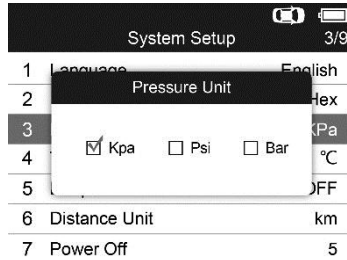 System Setup 3/9
1 Language English
2 Hex
Pressure Unit
3 KPa
Kpa Psi Bar
4 ℃
5 OFF
6 Distance Unit km
7 Power Off 5